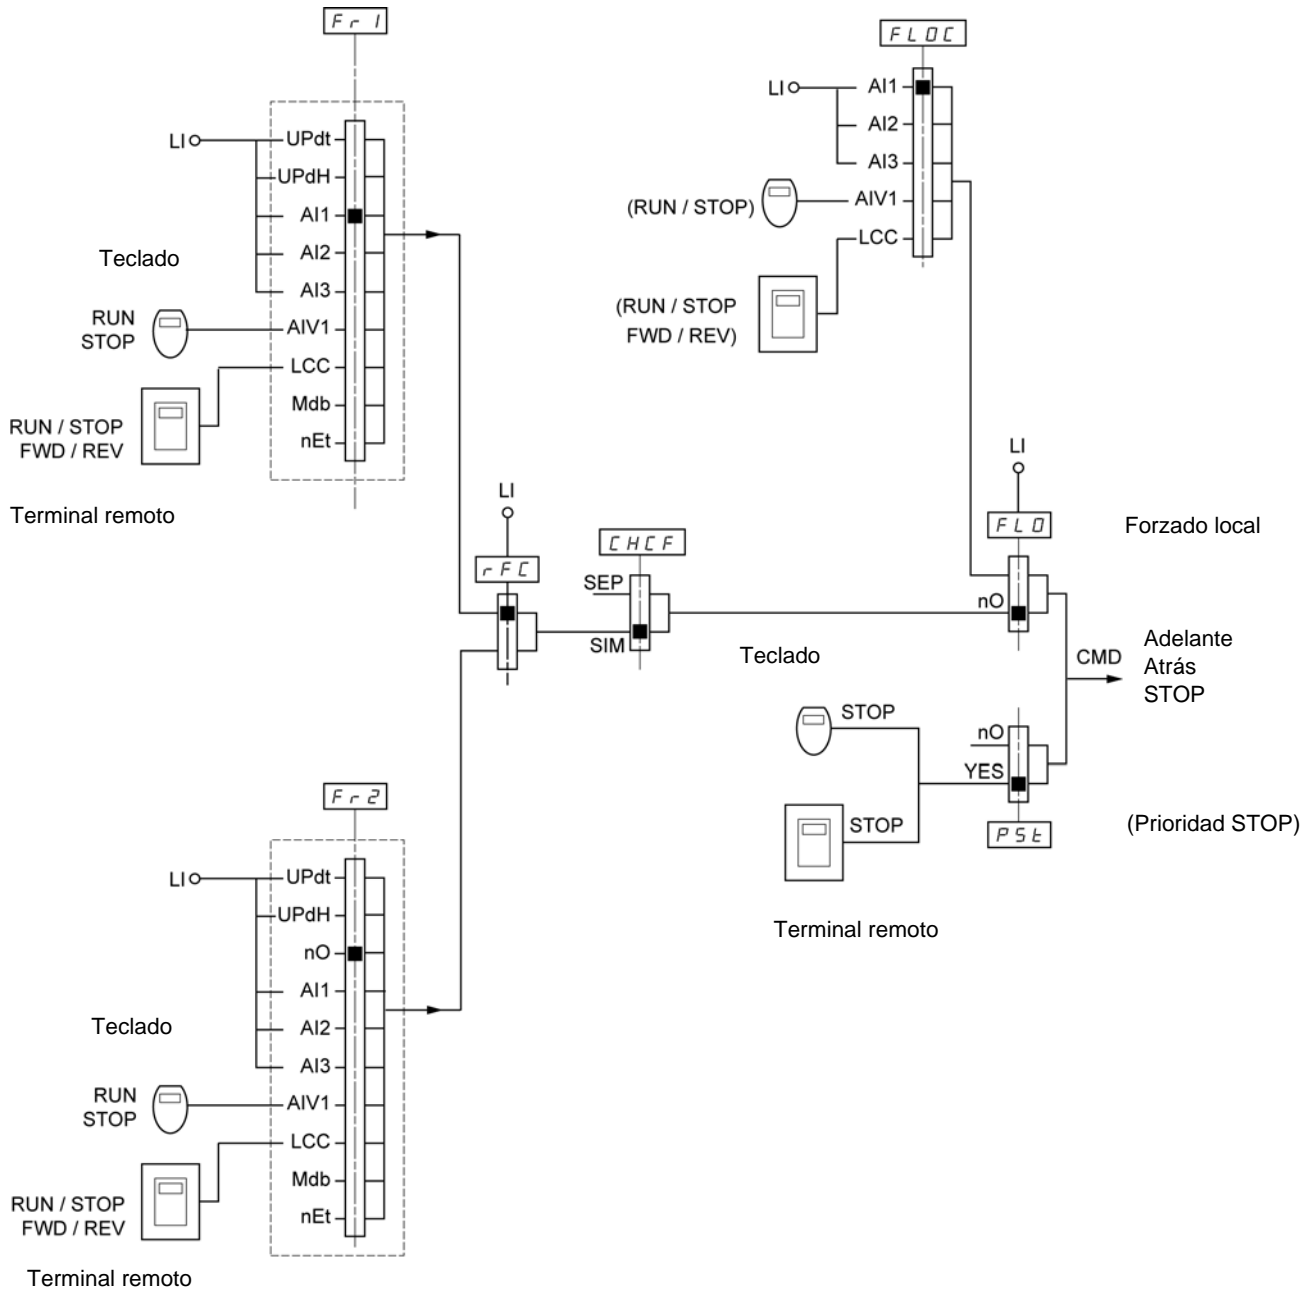 Fr1
LI
UPdt
UPdH
AI1
AI2
AI3
AIV1
LCC
Mdb
nEt
Teclado
RUN
STOP
RUN / STOP
FWD / REV
Terminal remoto
FLOC
LI
AI1
AI2
AI3
AIV1
LCC
(RUN / STOP)
(RUN / STOP
FWD / REV)
LI
rFC
CHCF
SEP
SIM
LI
FLO
nO
Forzado local
Teclado
CMD
Adelante
Atrás
STOP
STOP
STOP
nO
YES
PSt
(Prioridad STOP)
Terminal remoto
Fr2
LI
UPdt
UPdH
nO
AI1
AI2
AI3
AIV1
LCC
Mdb
nEt
Teclado
RUN
STOP
RUN / STOP
FWD / REV
Terminal remoto